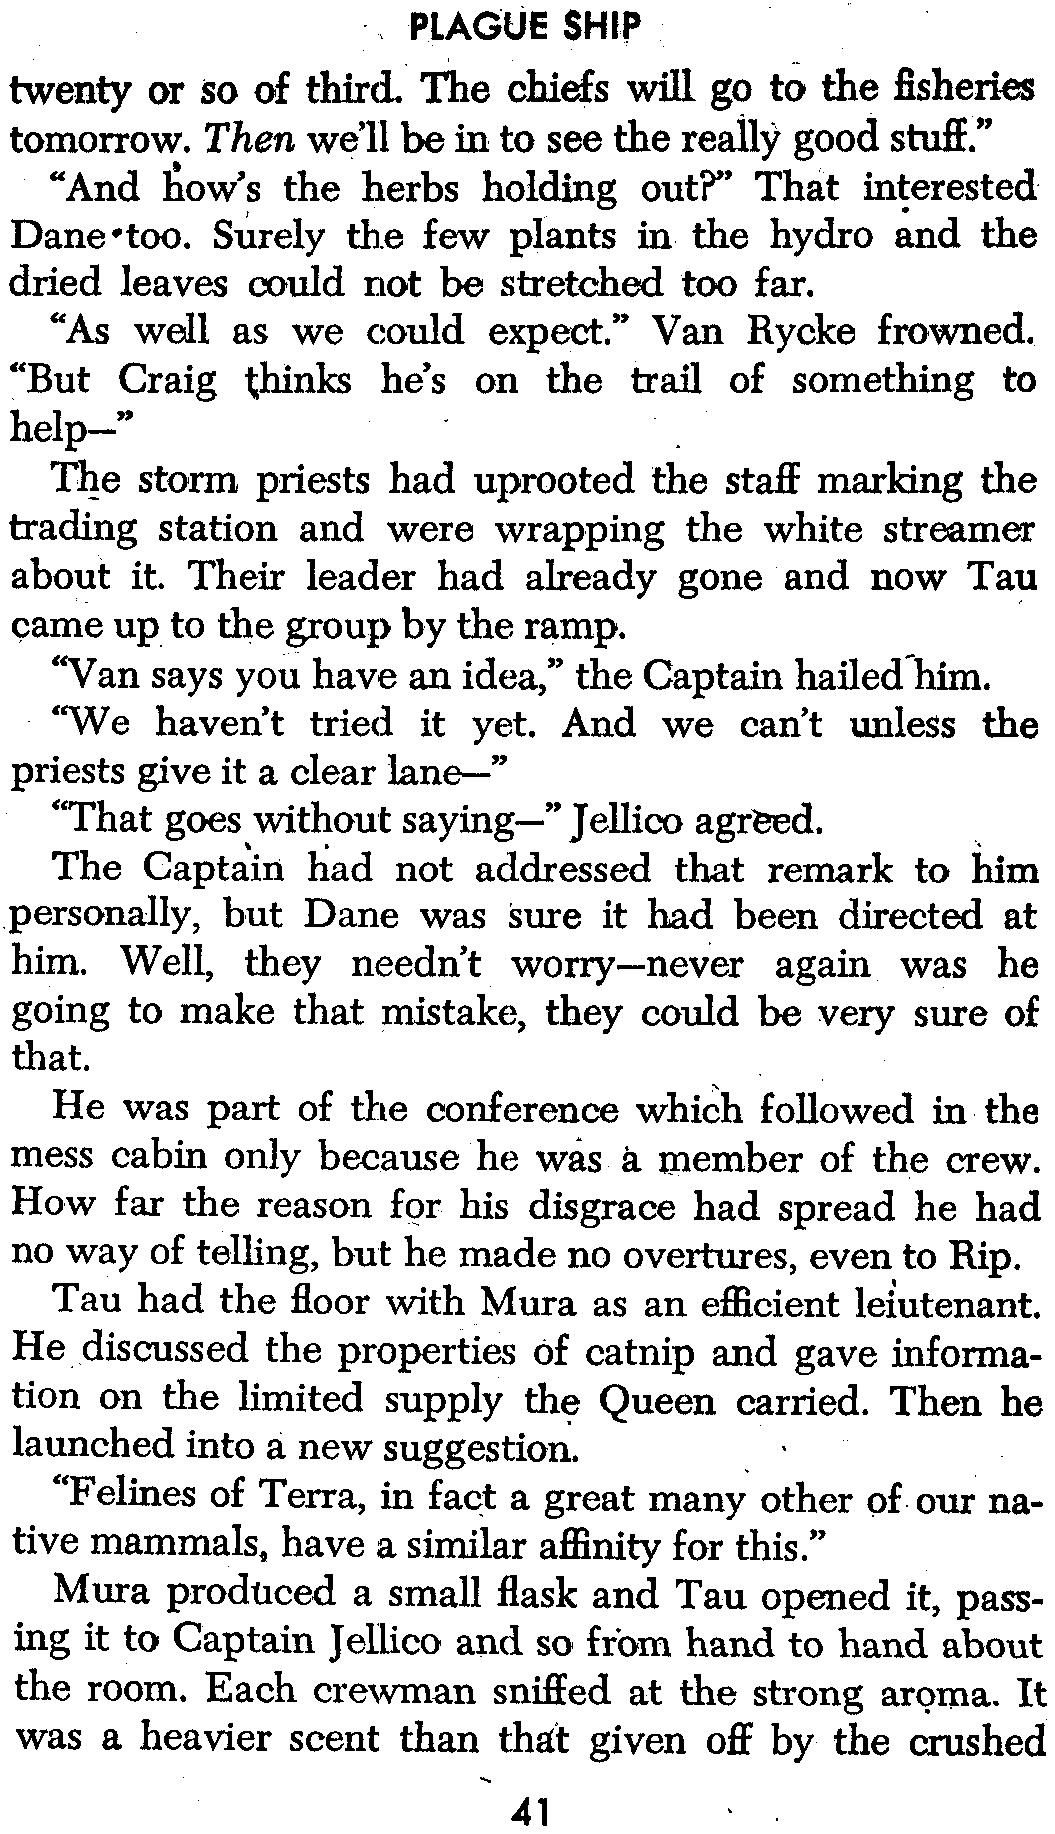 PLAGUE SHIP
twenty or so of third. The chiefs will go to the fisheries
tomorrow. Then we'll be in to see the really good stuff."
"And how's the herbs holding out?" That interested
Dane too. Surely the few plants in the hydro and the
dried leaves could not be stretched too far.
"As well as we could expect." Van Rycke frowned.
"But Craig thinks he's on the trail of something to
help—"
The storm priests had uprooted the staff marking the
trading station and were wrapping the white streamer
about it. Their leader had already gone and now Tau
came up to the group by the ramp.
"Van says you have an idea," the Captain hailed him.
"We haven't tried it yet. And we can't unless the
priests give it a clear lane—"
"That goes without saying—" Jellico agreed.
The Captain had not addressed that remark to him
personally, but Dane was sure it had been directed at
him. Well, they needn't worry—never again was he
going to make that mistake, they could be very sure of
that.
He was part of the conference which followed in the
mess cabin only because he was a member of the crew.
How far the reason for his disgrace had spread he had
no way of telling, but he made no overtures, even to Rip.
Tau had the floor with Mura as an efficient leiutenant.
He discussed the properties of catnip and gave informa-
tion on the limited supply the Queen carried. Then he
launched into a new suggestion.
"Felines of Terra, in fact a great many other of our na-
tive mammals, have a similar affinity for this."
Mura produced a small flask and Tau opened it, pass-
ing it to Captain Jellico and so from hand to hand about
the room. Each crewman sniffed at the strong aroma. It
was a heavier scent than that given off by the crushed
41